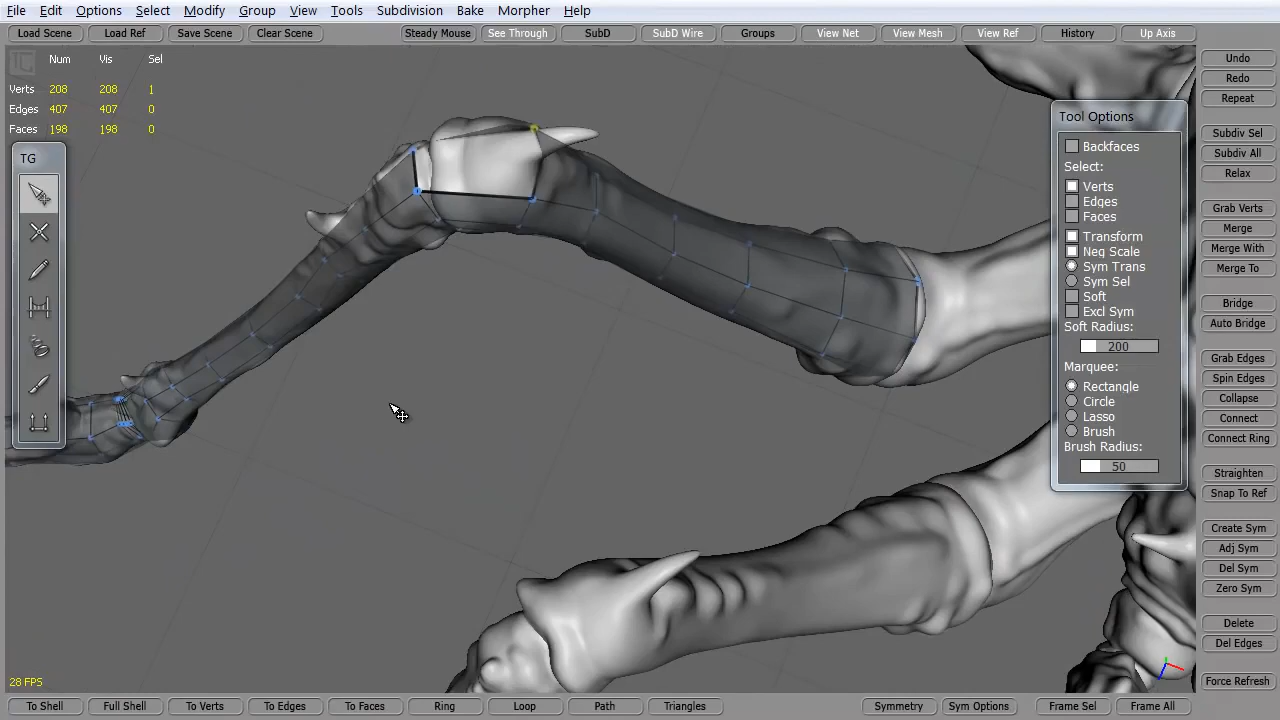 File Edit Options Select Modify Group View Tools Subdivision Bake Morpher Help
Load Scene Load Ref Save Scene Clear Scene Steady Mouse See Through SubD SubD Wire Groups View Net View Mesh View Ref History Up Axis
Num Vis Sel
Verts 208 208 1
Edges 407 407 0
Faces 198 198 0
TG
Tool Options
Backfaces
Select:
Verts
Edges
Faces
Transform
Neg Scale
Sym Trans
Sym Sel
Soft
Excl Sym
Soft Radius:
200
Marquee:
Rectangle
Circle
Lasso
Brush
Brush Radius:
50
Undo
Redo
Repeat
Subdiv Sel
Subdiv All
Relax
Grab Verts
Merge
Merge With
Merge To
Bridge
Auto Bridge
Grab Edges
Spin Edges
Collapse
Connect
Connect Ring
Straighten
Snap To Ref
Create Sym
Adj Sym
Del Sym
Zero Sym
Delete
Del Edges
Force Refresh
28 FPS
To Shell Full Shell To Verts To Edges To Faces Ring Loop Path Triangles Symmetry Sym Options Frame Sel Frame All